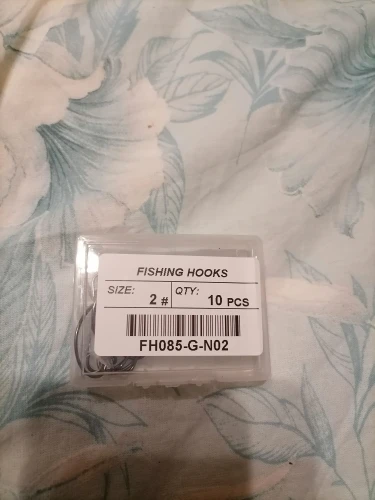 FISHING HOOKS
SIZE: 2 # QTY: 10 PCS
FH085-G-N02